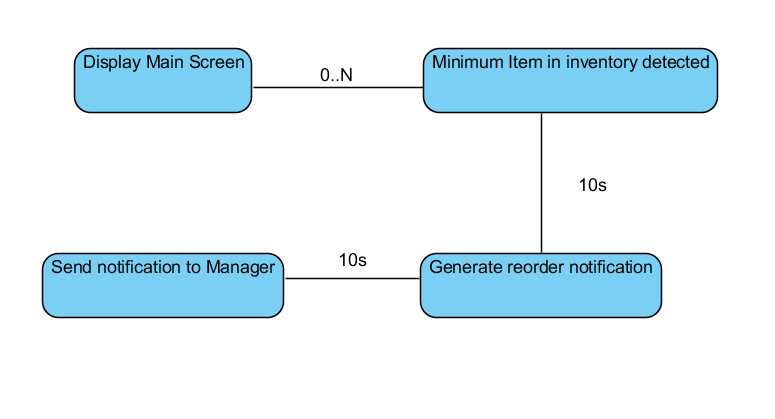 Display Main Screen
0..N
Minimum Item in inventory detected
10s
Send notification to Manager
10s
Generate reorder notification